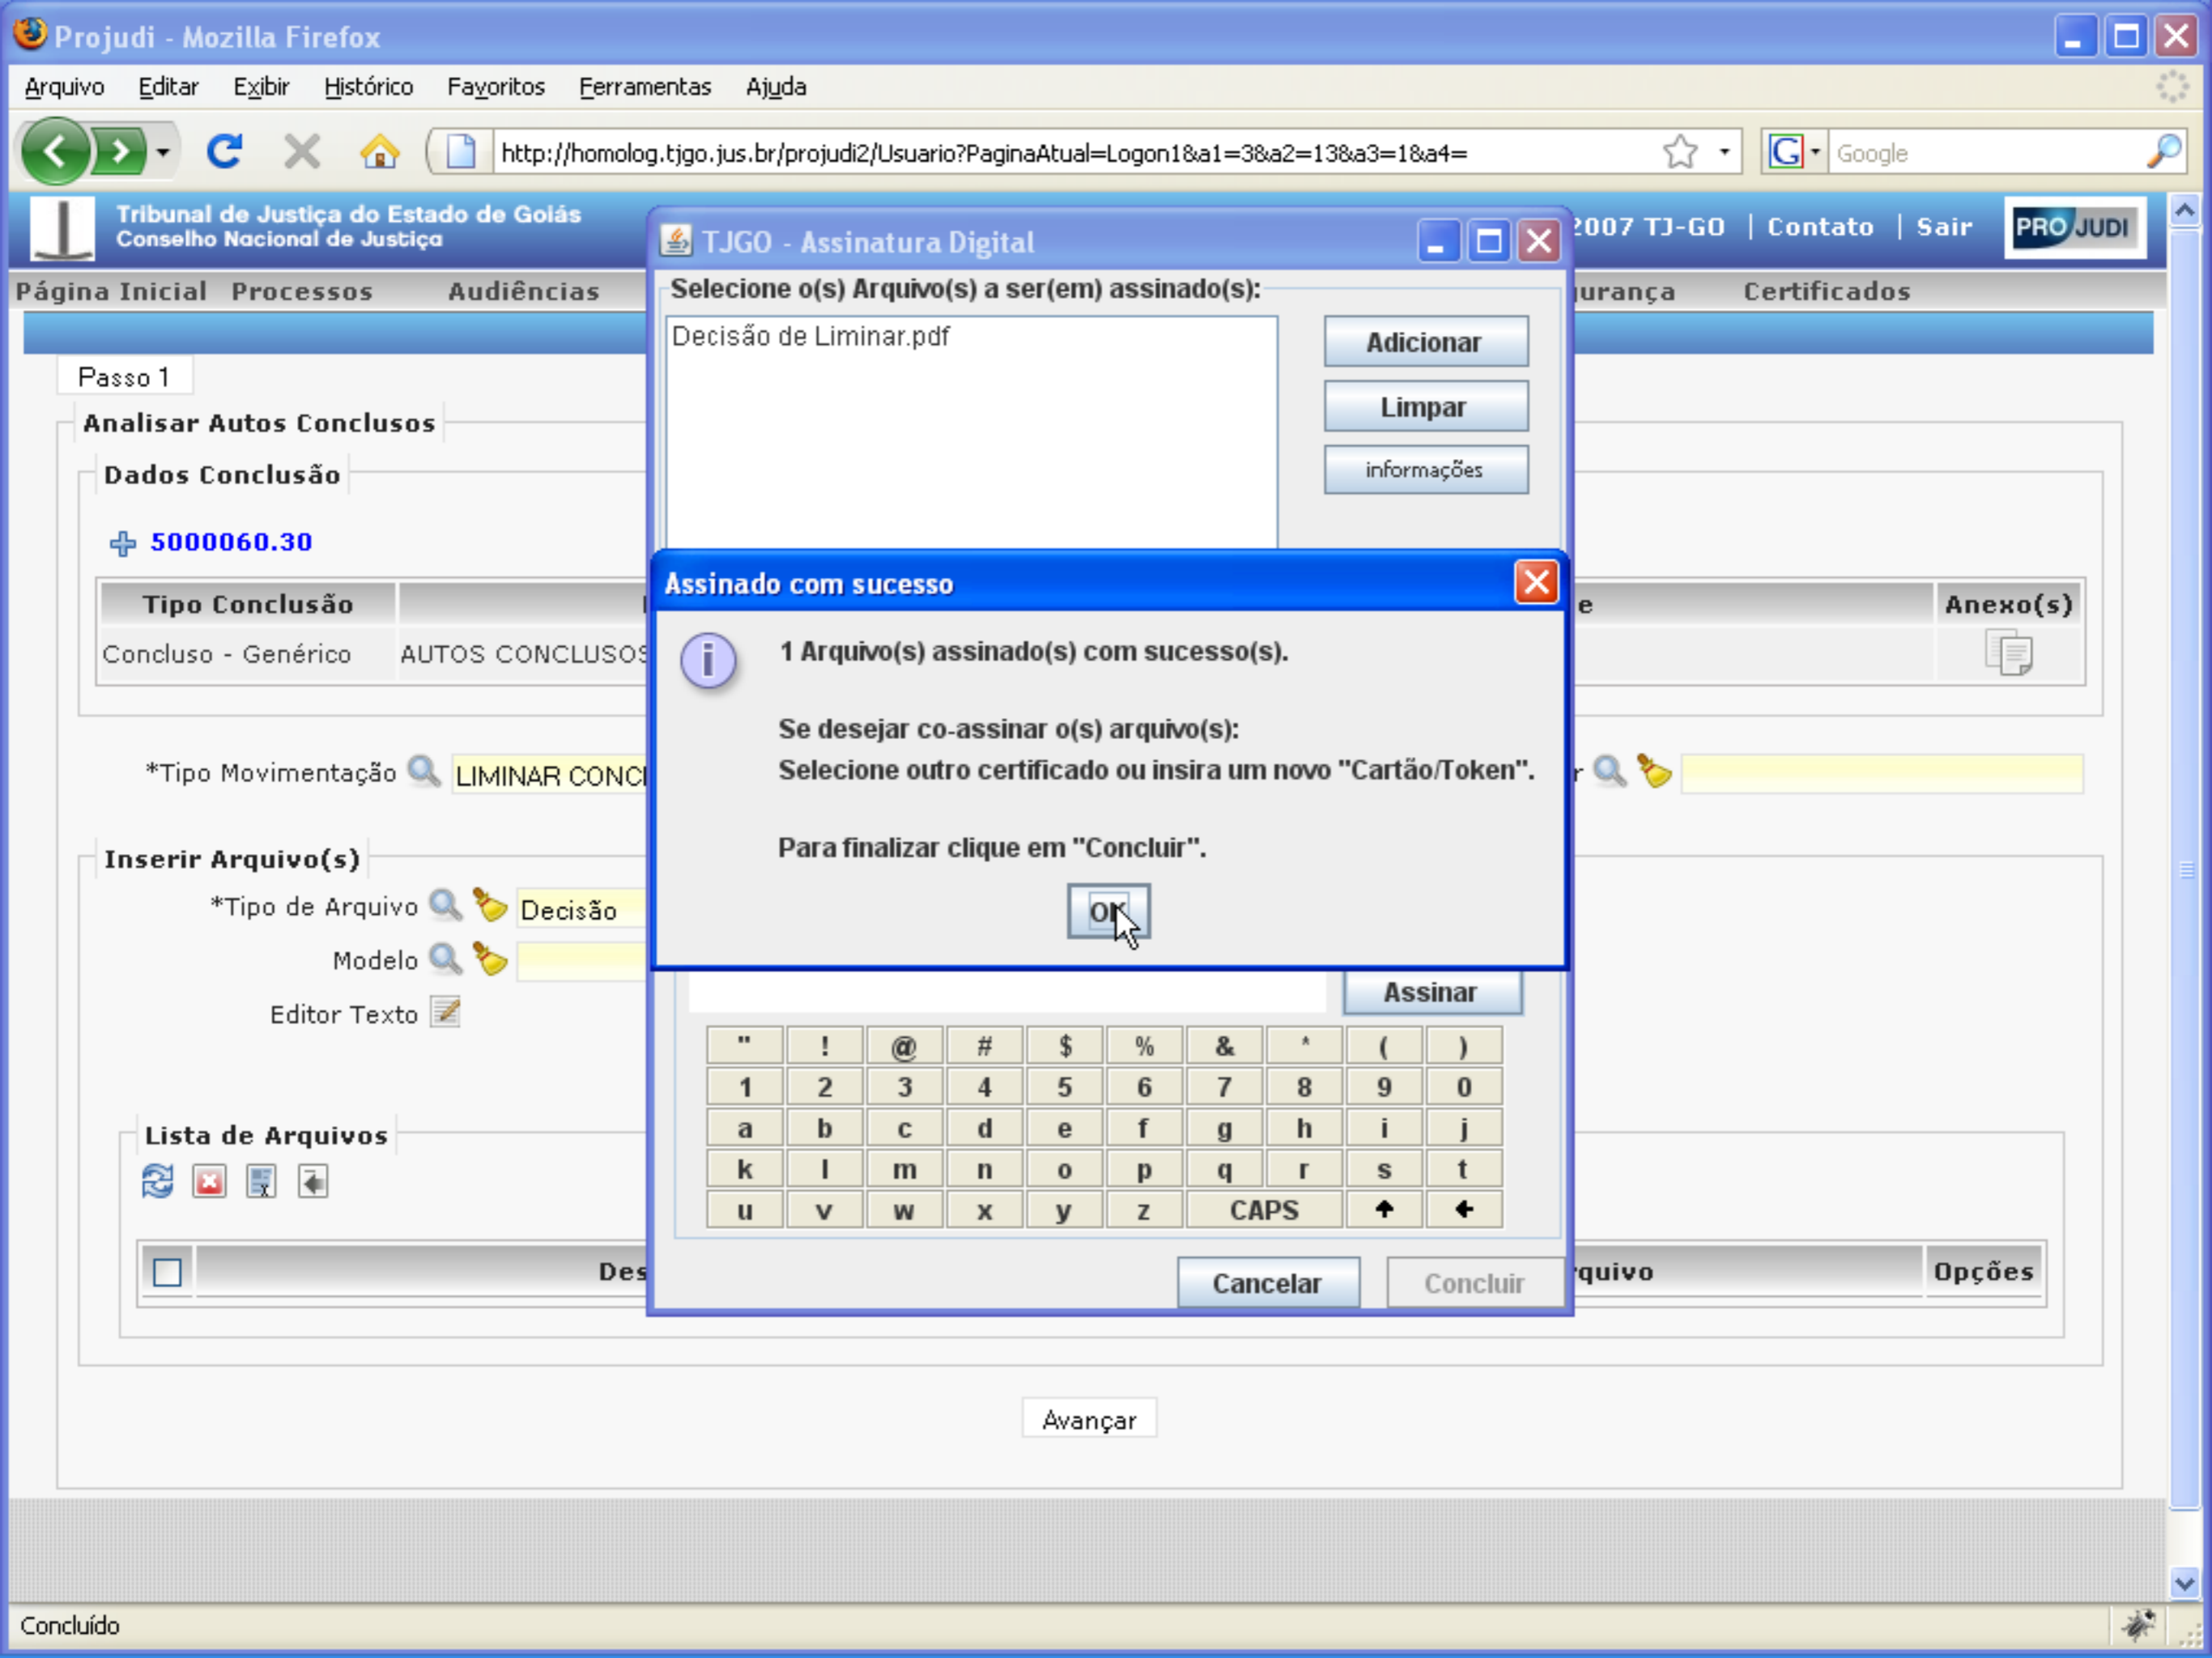 Projudi - Mozilla Firefox
Arquivo Editar Exibir Histórico Favoritos Ferramentas Ajuda
http://homolog.tjgo.jus.br/projudi2/Usuario?PaginaAtual=Logon1&a1=3&a2=13&a3=1&a4=
Google
Tribunal de Justiça do Estado de Goiás
Conselho Nacional de Justiça
2007 TJ-GO | Contato | Sair
PROJUDI
Página Inicial Processos Audiências Certificados
TJGO - Assinatura Digital
Selecione o(s) Arquivo(s) a ser(em) assinado(s):
Decisão de Liminar.pdf
Adicionar
Limpar
informações
Passo 1
Analisar Autos Conclusos
Dados Conclusão
5000060.30
Tipo Conclusão
Anexo(s)
Concluso - Genérico AUTOS CONCLUSOS
*Tipo Movimentação LIMINAR CONC
Inserir Arquivo(s)
*Tipo de Arquivo Decisão
Modelo
Editor Texto
Assinado com sucesso
1 Arquivo(s) assinado(s) com sucesso(s).
Se desejar co-assinar o(s) arquivo(s):
Selecione outro certificado ou insira um novo "Cartão/Token".
Para finalizar clique em "Concluir".
OK
Assinar
" ! @ # $ % & * ( )
1 2 3 4 5 6 7 8 9 0
a b c d e f g h i j
k l m n o p q r s t
u v w x y z CAPS
Lista de Arquivos
Des
quivo
Opções
Cancelar Concluir
Avançar
Concluído